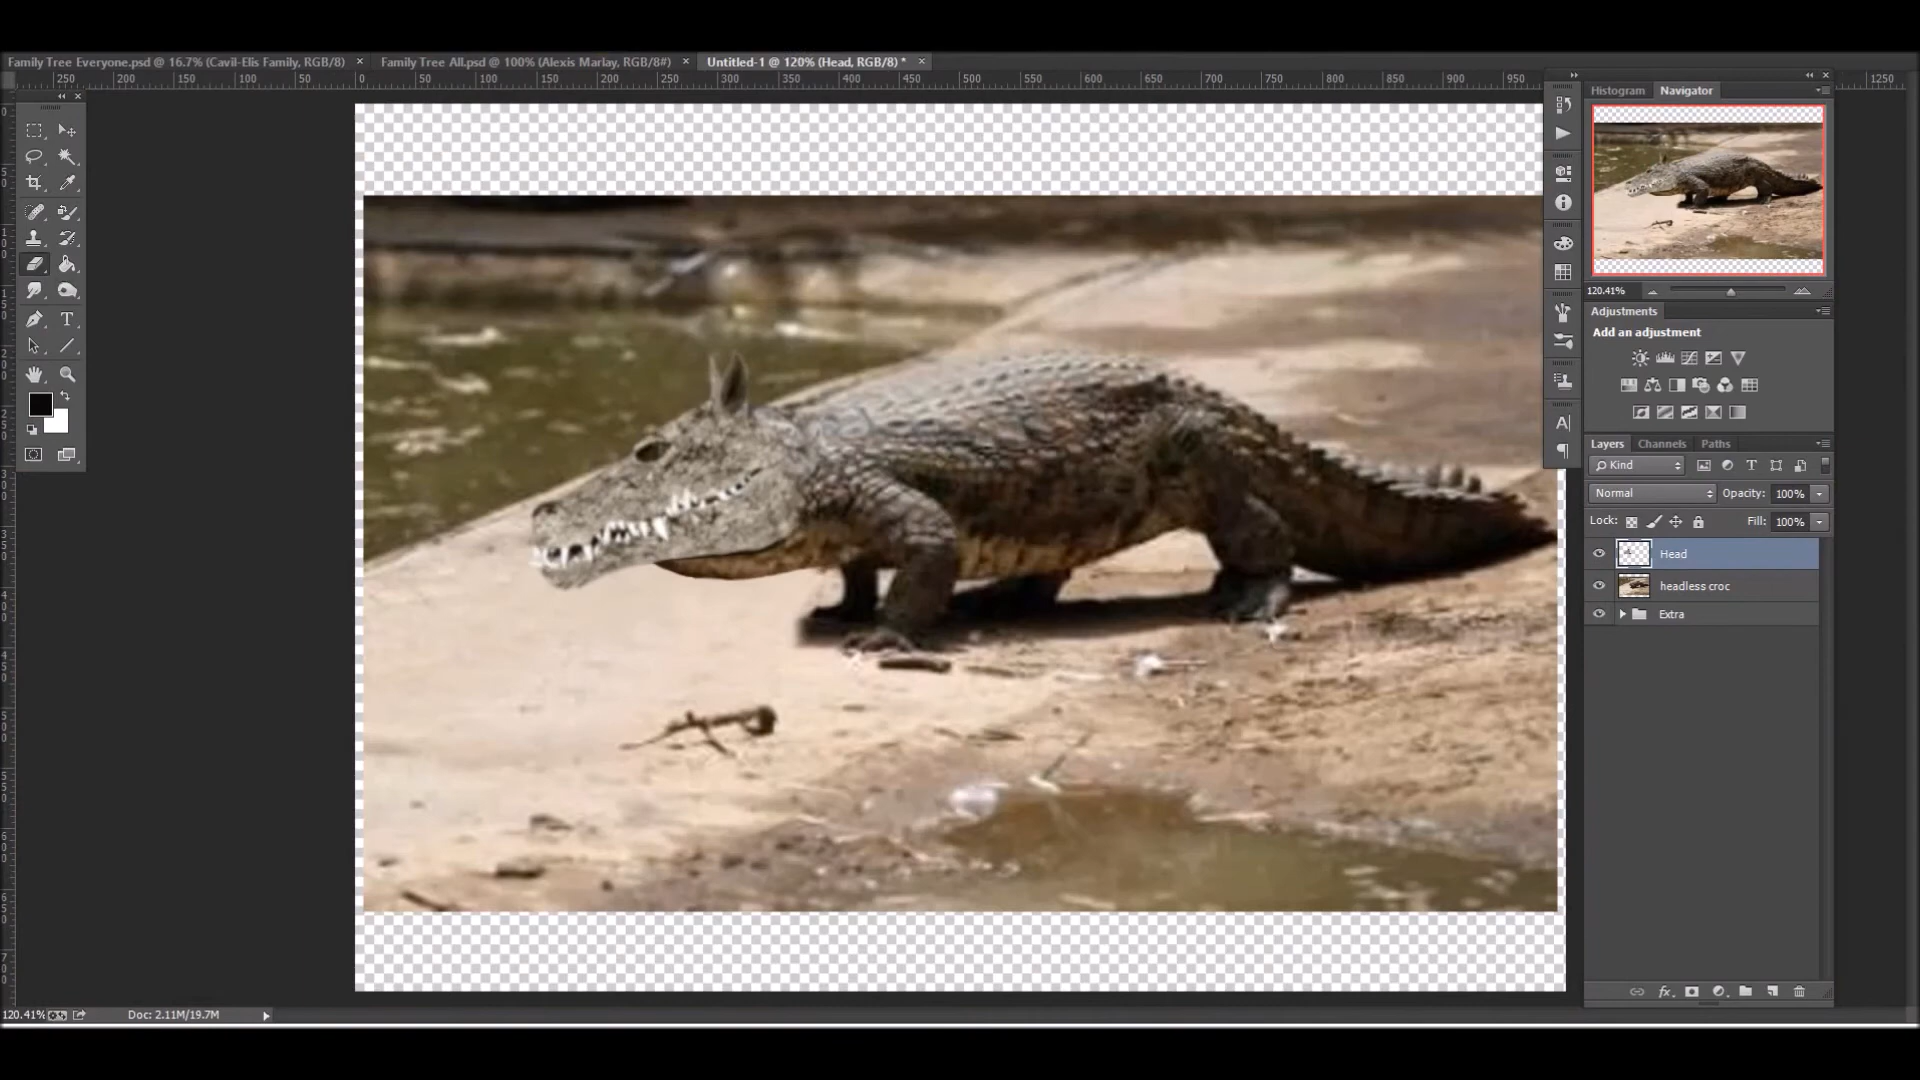 Family Tree Everyone.psd @ 16.7% (Cavil-Elis Family, RGB/8) ×
Family Tree All.psd @ 100% (Alexis Marlay, RGB/8#) ×
Untitled-1 @ 120% (Head, RGB/8) * ×
250 200 150 100 50 0 50 100 150 200 250 300 350 400 450 500 550 600 650 700 750 800 850 900 950 1250
Histogram Navigator
120.41%
Adjustments
Add an adjustment
Layers Channels Paths
Kind
Normal Opacity: 100%
Lock: Fill: 100%
Head
headless croc
Extra
120.41% Doc: 2.11M/19.7M